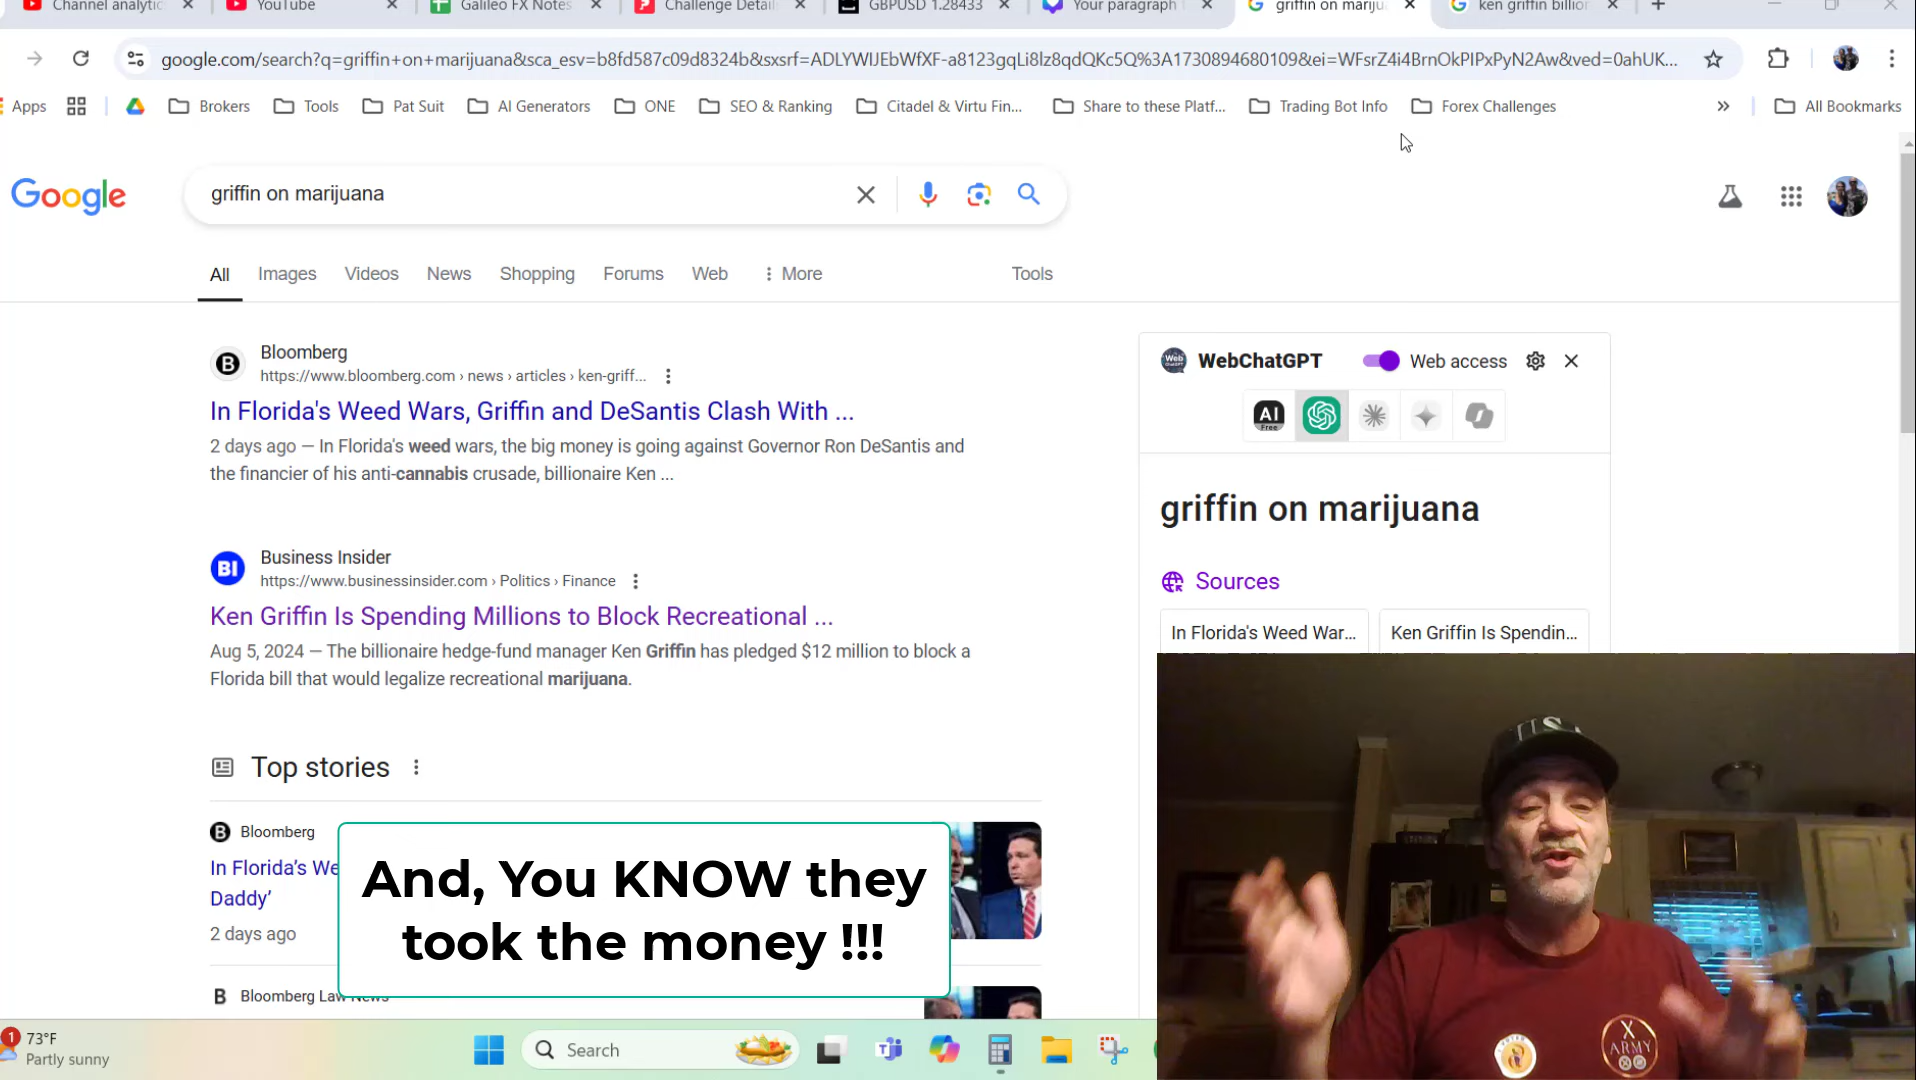 Channel analytic
YouTube
Galileo FX Notes
Challenge Detai
GBPUSD 1.28433
Your paragraph
griffin on mariju
ken griffin billion
google.com/search?q=griffin+on+marijuana&sca_esv=b8fd587c09d8324b&sxsrf=ADLYWIJEbWfXF-a8123gqLi8lz8qdQKc5Q%3A1730894680109&ei=WFsrZ4i4BrnOkPIPxPyN2Aw&ved=0ahUK...
Apps
Brokers
Tools
Pat Suit
AI Generators
ONE
SEO & Ranking
Citadel & Virtu Fin...
Share to these Platf...
Trading Bot Info
Forex Challenges
All Bookmarks
Google
griffin on marijuana
All
Images
Videos
News
Shopping
Forums
Web
More
Tools
B
Bloomberg
https://www.bloomberg.com › news › articles › ken-griff...
In Florida's Weed Wars, Griffin and DeSantis Clash With ...
2 days ago — In Florida's weed wars, the big money is going against Governor Ron DeSantis and
the financier of his anti-cannabis crusade, billionaire Ken ...
BI
Business Insider
https://www.businessinsider.com › Politics › Finance
Ken Griffin Is Spending Millions to Block Recreational ...
Aug 5, 2024 — The billionaire hedge-fund manager Ken Griffin has pledged $12 million to block a
Florida bill that would legalize recreational marijuana.
Top stories
B
Bloomberg
In Florida's We
Daddy'
2 days ago
B
Bloomberg Law News
And, You KNOW they
took the money !!!
Web
WebChatGPT
Web access
AI
Free
griffin on marijuana
Sources
In Florida's Weed War...
Ken Griffin Is Spendin...
X
ARMY
1
73°F
Partly sunny
Search